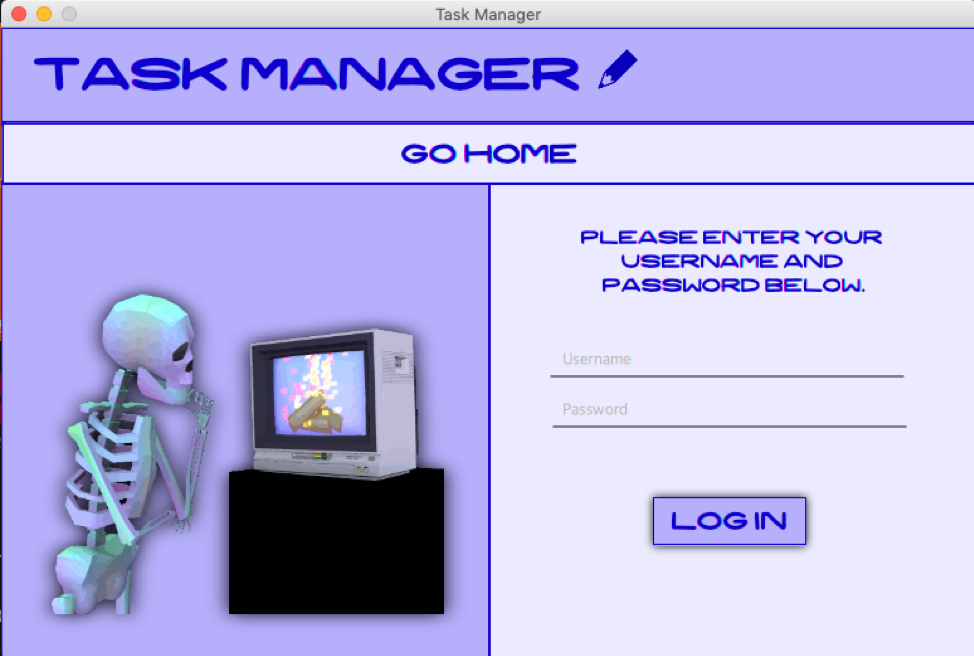 Task Manager
TASK MANAGER
GO HOME
PLEASE ENTER YOUR
USERNAME AND
PASSWORD BELOW.
Username
Password
LOG IN